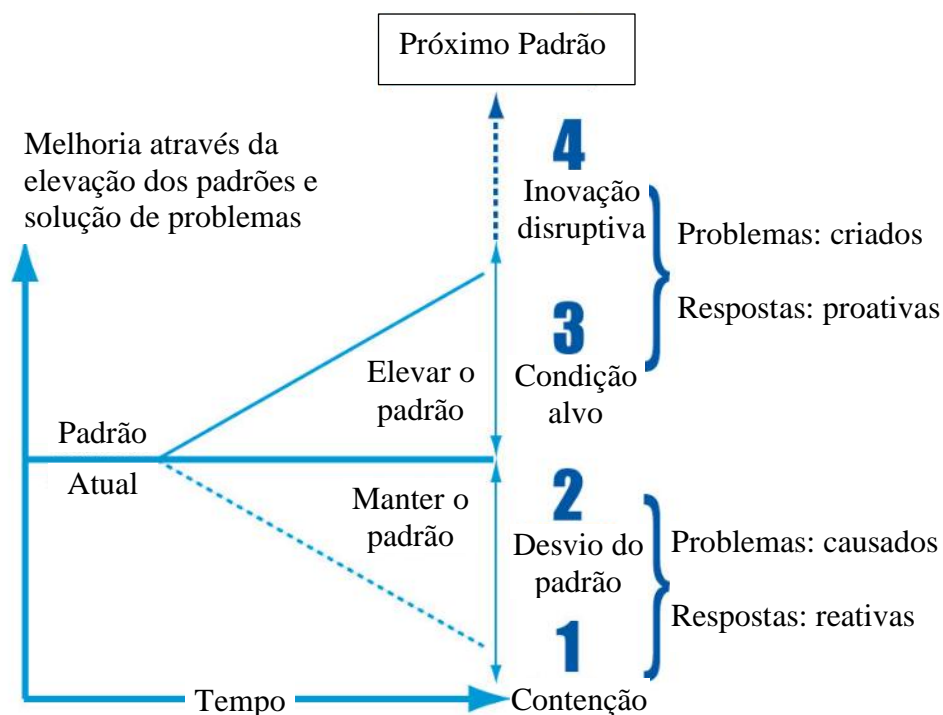 Próximo Padrão
Melhoria através da
elevação dos padrões e
solução de problemas
4
Inovação
disruptiva
Problemas: criados
Respostas: proativas
3
Condição
alvo
Elevar o
padrão
Padrão
Atual
Manter o
padrão
2
Desvio do
padrão
Problemas: causados
Respostas: reativas
1
Contenção
Tempo